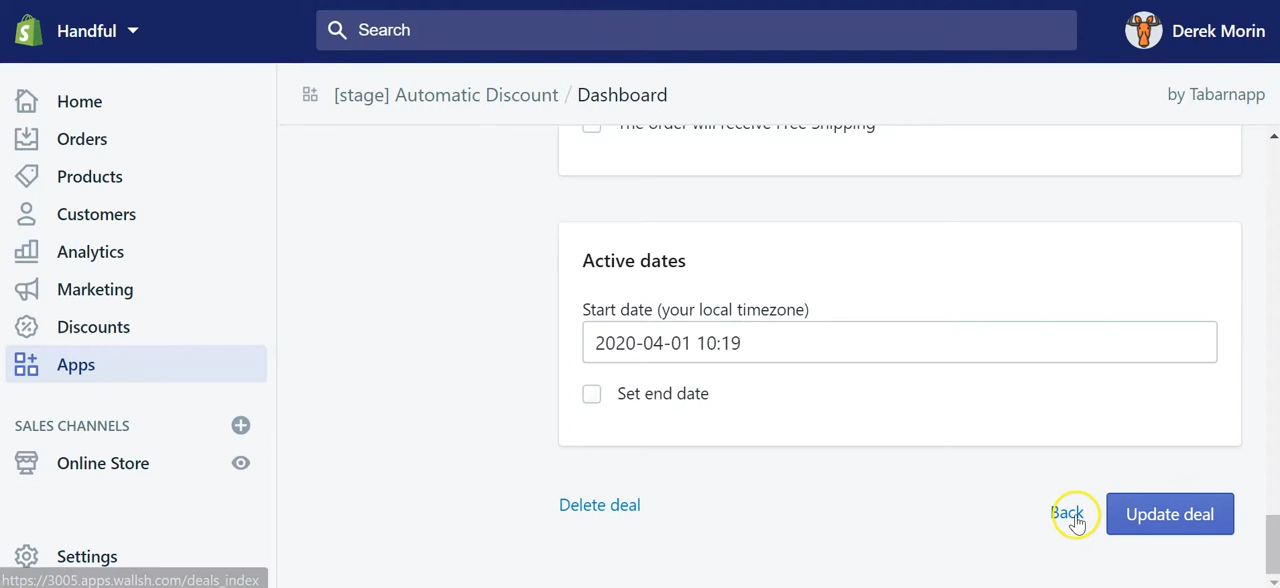 Handful
Search
Derek Morin
[stage] Automatic Discount / Dashboard
by Tabarnapp
Home
Orders
Products
Customers
Analytics
Marketing
Discounts
Apps
SALES CHANNELS
Online Store
Settings
https://3005.apps.wallsh.com/deals_index
The order will receive Free Shipping
Active dates
Start date (your local timezone)
2020-04-01 10:19
Set end date
Delete deal
Back
Update deal